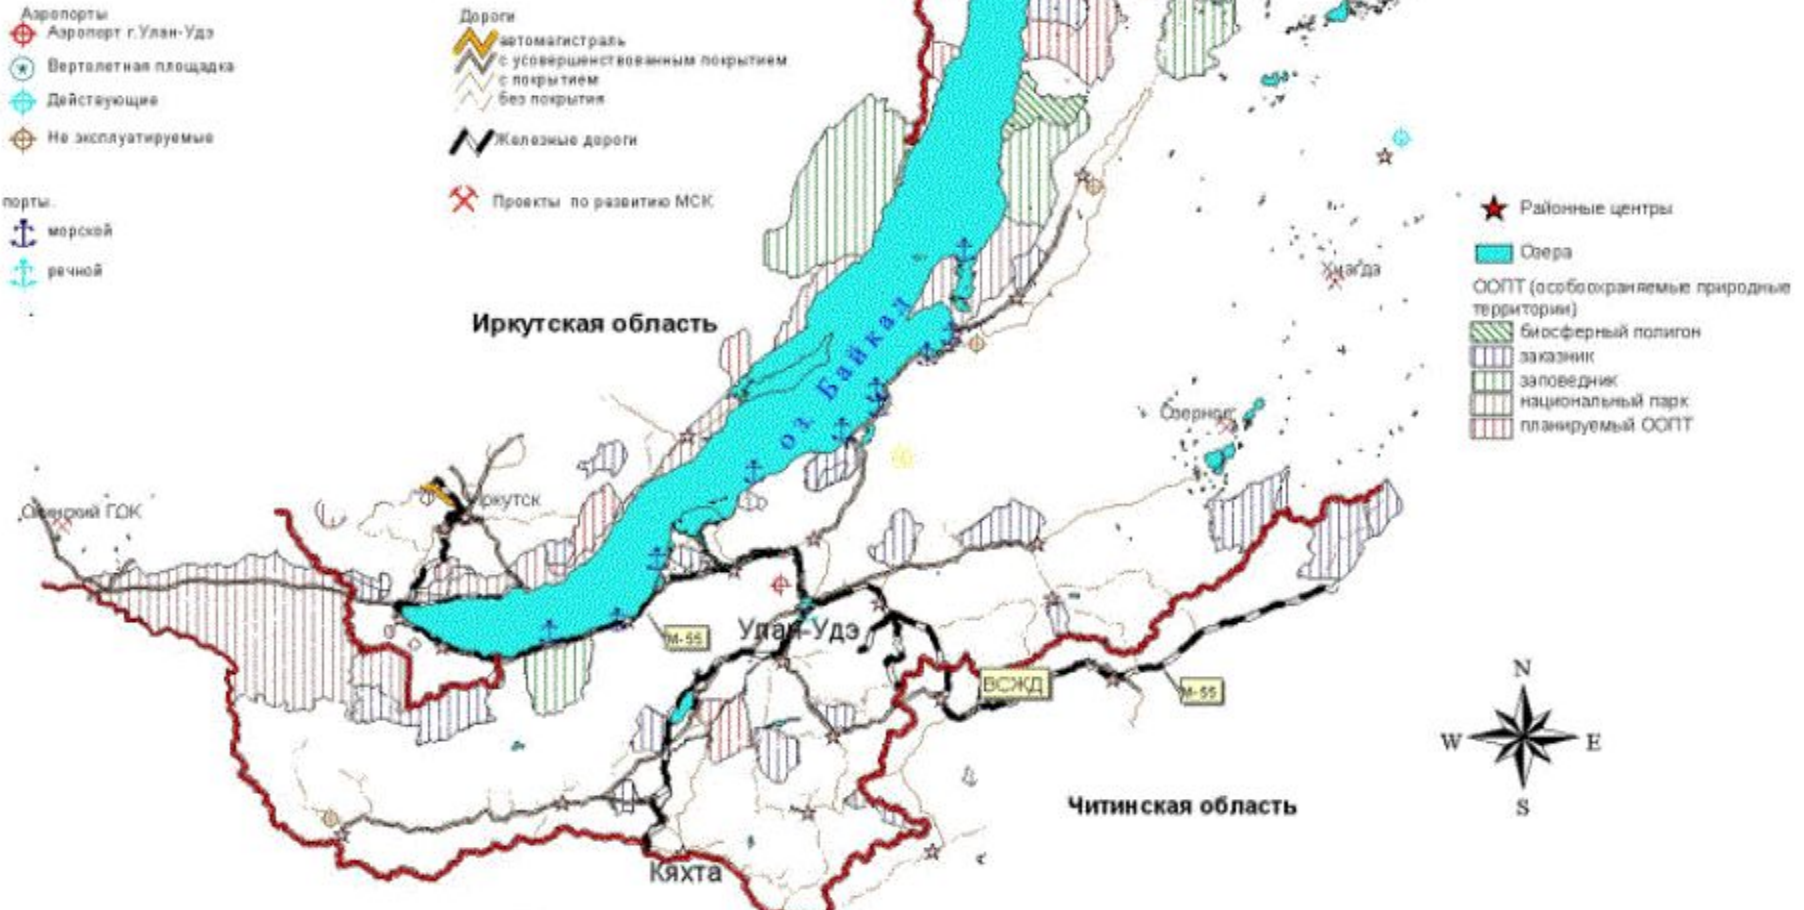 Аэропорты
Аэропорт г.Улан-Удэ
Вертолетная площадка
Действующие
Не эксплуатируемые
порты.
морской
речной
Дороги
автомагистраль
с усовершенствованным покрытием
с покрытием
без покрытия
Железные дороги
Проекты по развитию МСК
Районные центры
Озера
ООПТ (особоохраняемые природные
территории)
биосферный полигон
заказник
заповедник
национальный парк
планируемый ООПТ
Хиагда
Иркутская область
оз. Байкал
Иркутск
ГОК
М-55
Улан-Удэ
ВСЖД
М-55
Читинская область
Кяхта
N
W
E
S